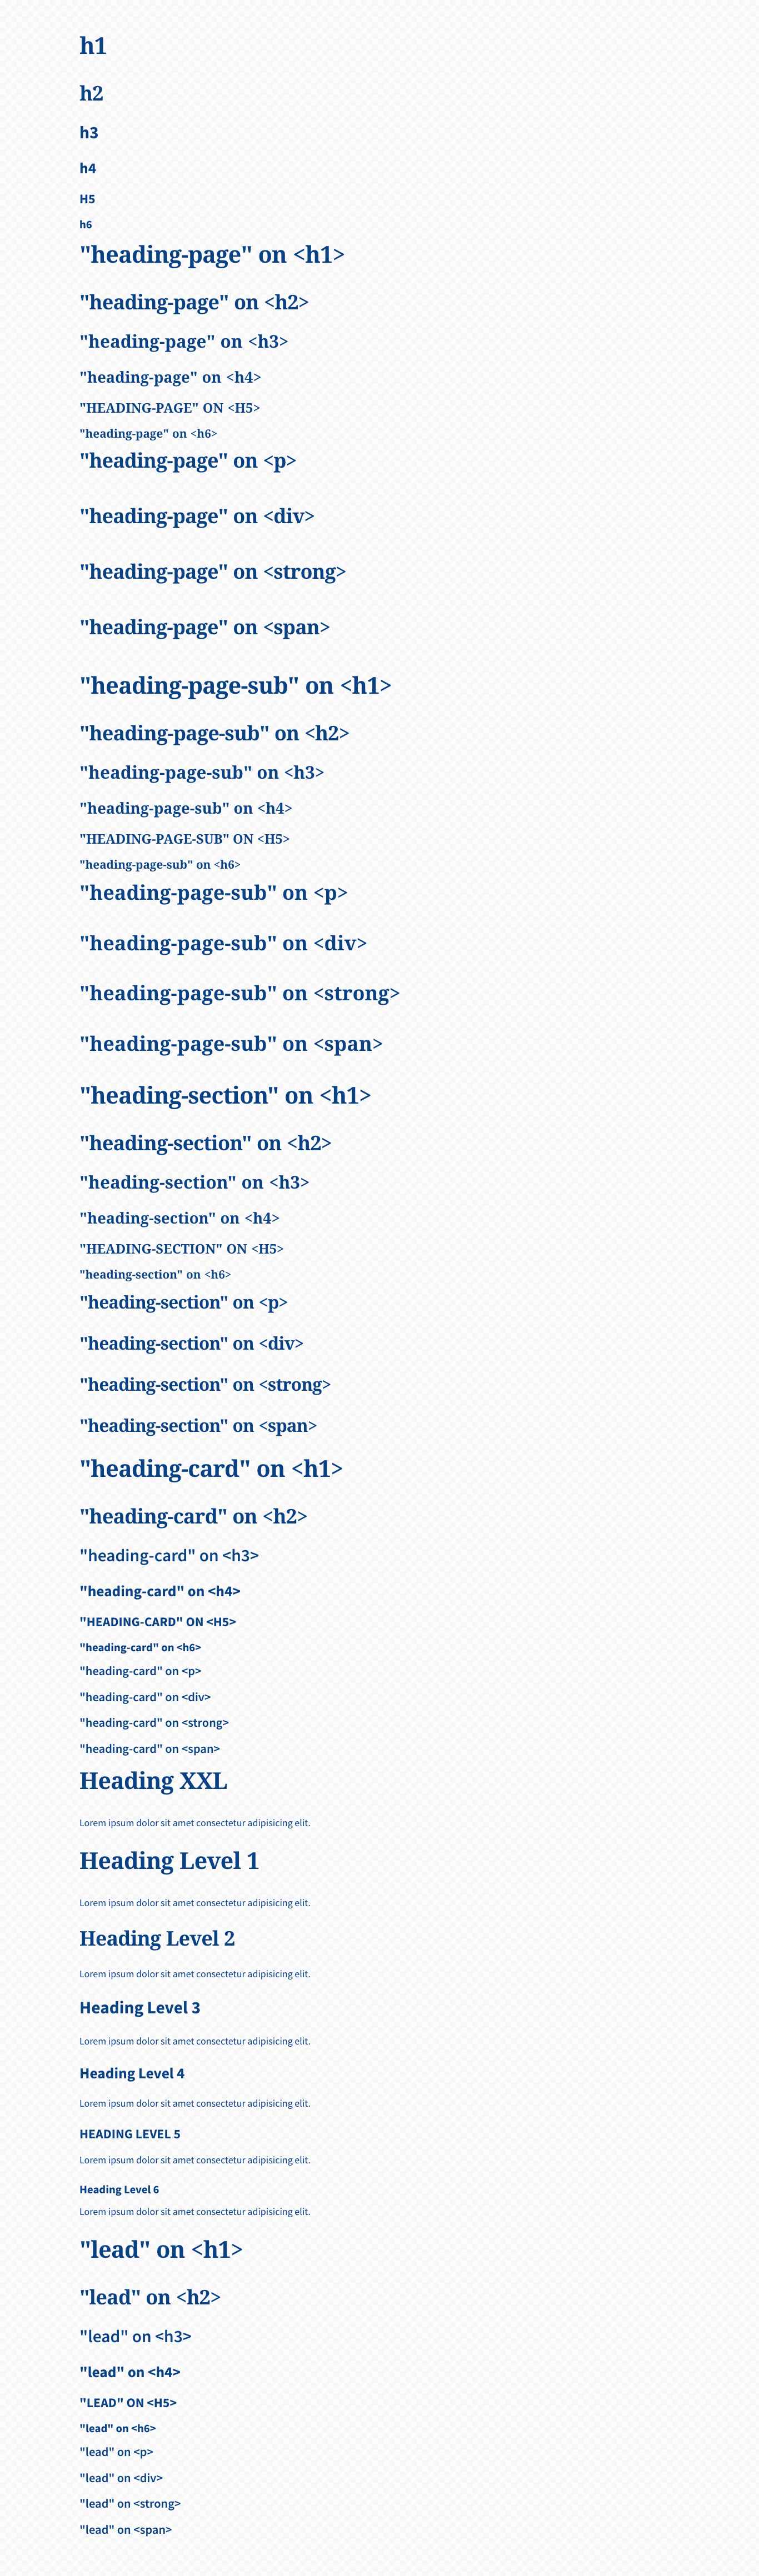 h1
h2
h3
h4
H5
h6
"heading-page" on <h1>
"heading-page" on <h2>
"heading-page" on <h3>
"heading-page" on <h4>
"HEADING-PAGE" ON <H5>
"heading-page" on <h6>
"heading-page" on <p>
"heading-page" on <div>
"heading-page" on <strong>
"heading-page" on <span>
"heading-page-sub" on <h1>
"heading-page-sub" on <h2>
"heading-page-sub" on <h3>
"heading-page-sub" on <h4>
"HEADING-PAGE-SUB" ON <H5>
"heading-page-sub" on <h6>
"heading-page-sub" on <p>
"heading-page-sub" on <div>
"heading-page-sub" on <strong>
"heading-page-sub" on <span>
"heading-section" on <h1>
"heading-section" on <h2>
"heading-section" on <h3>
"heading-section" on <h4>
"HEADING-SECTION" ON <H5>
"heading-section" on <h6>
"heading-section" on <p>
"heading-section" on <div>
"heading-section" on <strong>
"heading-section" on <span>
"heading-card" on <h1>
"heading-card" on <h2>
"heading-card" on <h3>
"heading-card" on <h4>
"HEADING-CARD" ON <H5>
"heading-card" on <h6>
"heading-card" on <p>
"heading-card" on <div>
"heading-card" on <strong>
"heading-card" on <span>
Heading XXL
Lorem ipsum dolor sit amet consectetur adipisicing elit.
Heading Level 1
Lorem ipsum dolor sit amet consectetur adipisicing elit.
Heading Level 2
Lorem ipsum dolor sit amet consectetur adipisicing elit.
Heading Level 3
Lorem ipsum dolor sit amet consectetur adipisicing elit.
Heading Level 4
Lorem ipsum dolor sit amet consectetur adipisicing elit.
HEADING LEVEL 5
Lorem ipsum dolor sit amet consectetur adipisicing elit.
Heading Level 6
Lorem ipsum dolor sit amet consectetur adipisicing elit.
"lead" on <h1>
"lead" on <h2>
"lead" on <h3>
"lead" on <h4>
"LEAD" ON <H5>
"lead" on <h6>
"lead" on <p>
"lead" on <div>
"lead" on <strong>
"lead" on <span>